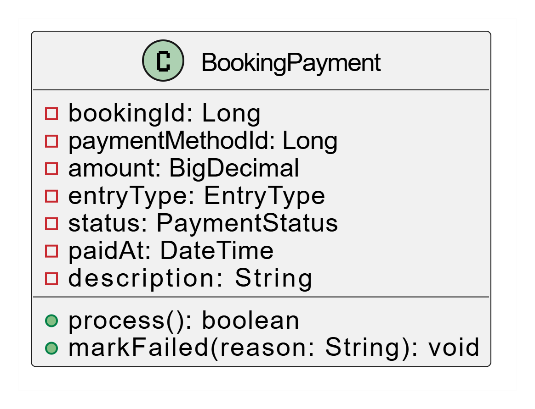 C BookingPayment
bookingId: Long
paymentMethodId: Long
amount: BigDecimal
entryType: EntryType
status: PaymentStatus
paidAt: DateTime
description: String
process(): boolean
markFailed(reason: String): void